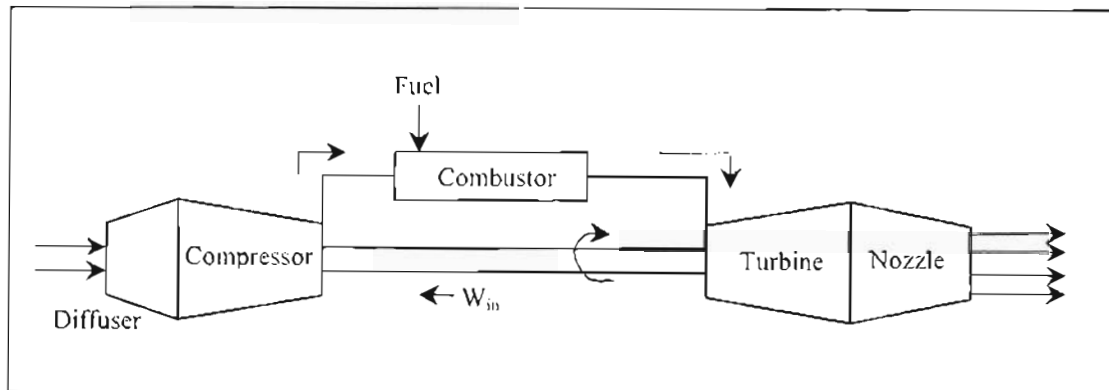 Fuel
Combustor
Compressor
Turbine
Nozzle
W_in
Diffuser